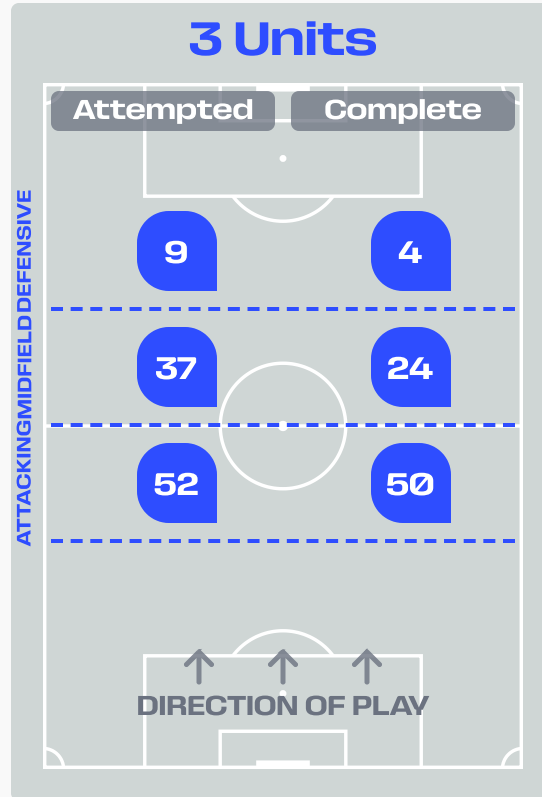 3 Units
Attempted Complete
ATTACKING MIDFIELD DEFENSIVE
9 4
37 24
52 50
DIRECTION OF PLAY